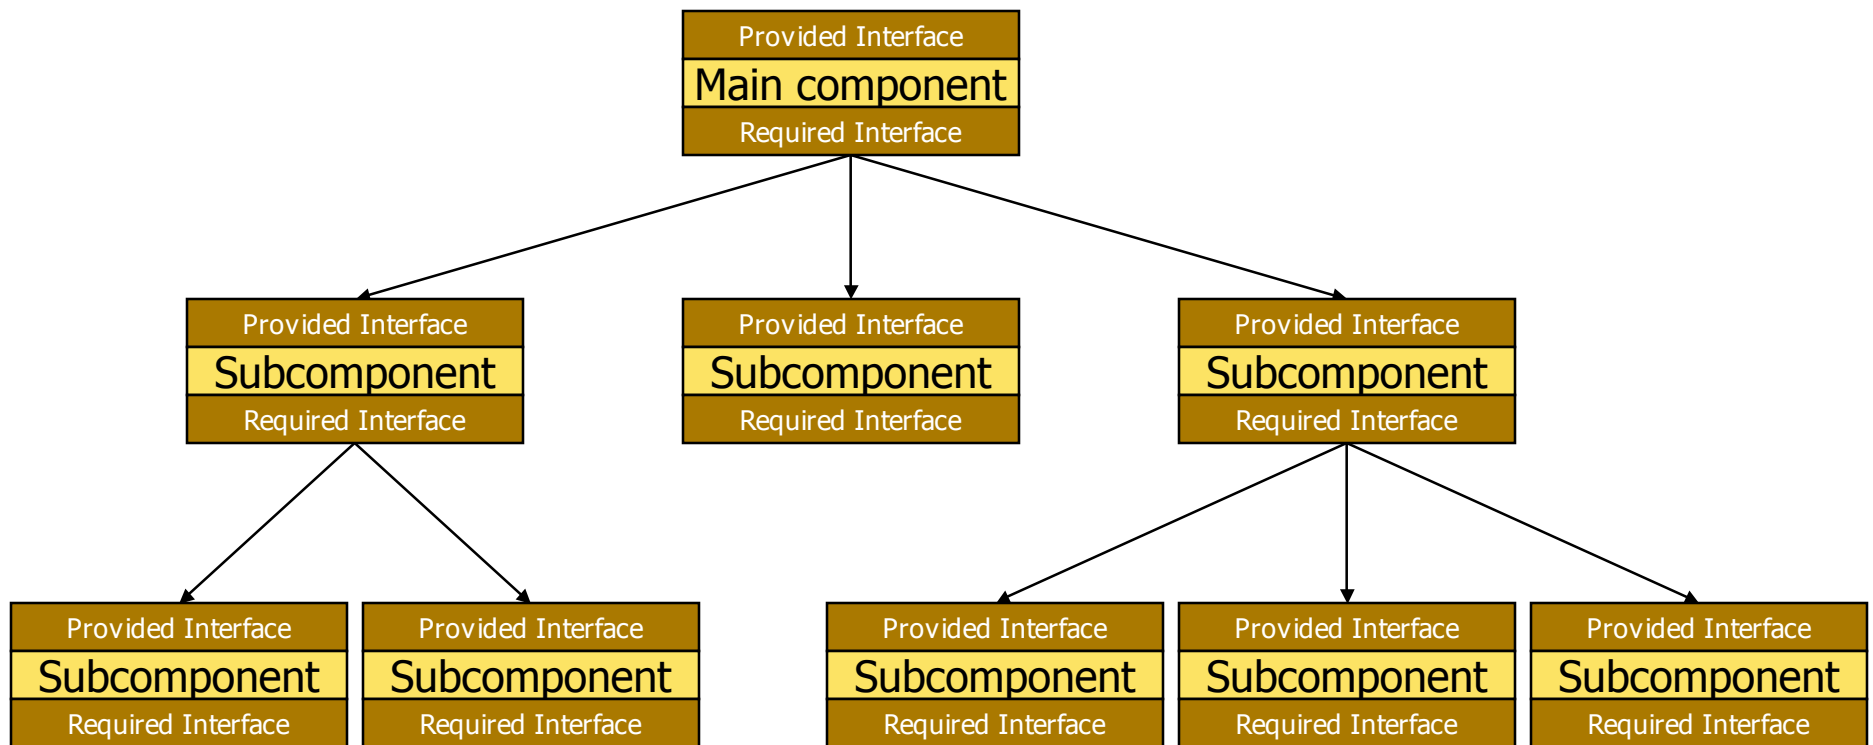 Provided Interface
Main component
Required Interface
Provided Interface
Subcomponent
Required Interface
Provided Interface
Subcomponent
Required Interface
Provided Interface
Subcomponent
Required Interface
Provided Interface
Subcomponent
Required Interface
Provided Interface
Subcomponent
Required Interface
Provided Interface
Subcomponent
Required Interface
Provided Interface
Subcomponent
Required Interface
Provided Interface
Subcomponent
Required Interface